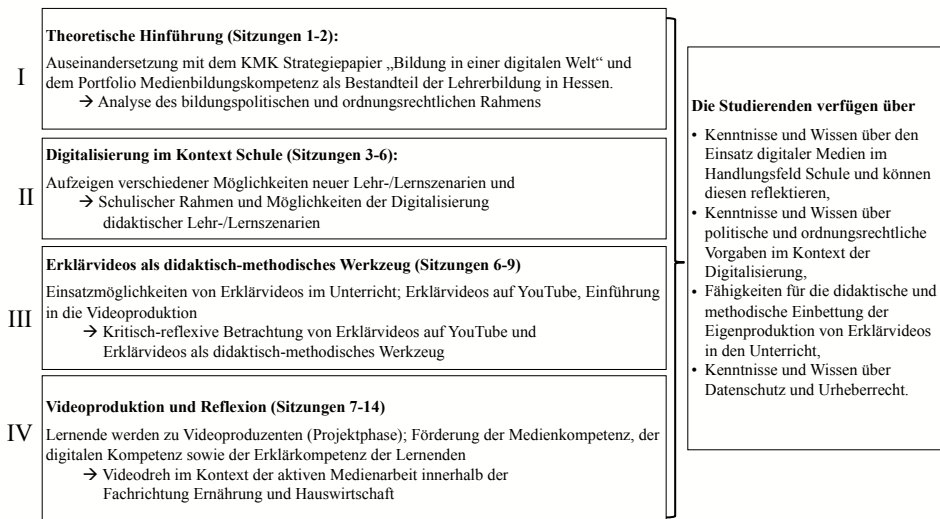 I
Theoretische Hinführung (Sitzungen 1-2):
Auseinandersetzung mit dem KMK Strategiepapier „Bildung in einer digitalen Welt“ und
dem Portfolio Medienbildungskompetenz als Bestandteil der Lehrerbildung in Hessen.
→ Analyse des bildungspolitischen und ordnungsrechtlichen Rahmens
II
Digitalisierung im Kontext Schule (Sitzungen 3-6):
Aufzeigen verschiedener Möglichkeiten neuer Lehr-/Lernszenarien und
→ Schulischer Rahmen und Möglichkeiten der Digitalisierung
didaktischer Lehr-/Lernszenarien
III
Erklärvideos als didaktisch-methodisches Werkzeug (Sitzungen 6-9)
Einsatzmöglichkeiten von Erklärvideos im Unterricht; Erklärvideos auf YouTube, Einführung
in die Videoproduktion
→ Kritisch-reflexive Betrachtung von Erklärvideos auf YouTube und
Erklärvideos als didaktisch-methodisches Werkzeug
IV
Videoproduktion und Reflexion (Sitzungen 7-14)
Lernende werden zu Videoproduzenten (Projektphase); Förderung der Medienkompetenz, der
digitalen Kompetenz sowie der Erklärkompetenz der Lernenden
→ Videodreh im Kontext der aktiven Medienarbeit innerhalb der
Fachrichtung Ernährung und Hauswirtschaft
Die Studierenden verfügen über
• Kenntnisse und Wissen über den
Einsatz digitaler Medien im
Handlungsfeld Schule und können
diesen reflektieren,
• Kenntnisse und Wissen über
politische und ordnungsrechtliche
Vorgaben im Kontext der
Digitalisierung,
• Fähigkeiten für die didaktische und
methodische Einbettung der
Eigenproduktion von Erklärvideos
in den Unterricht,
• Kenntnisse und Wissen über
Datenschutz und Urheberrecht.